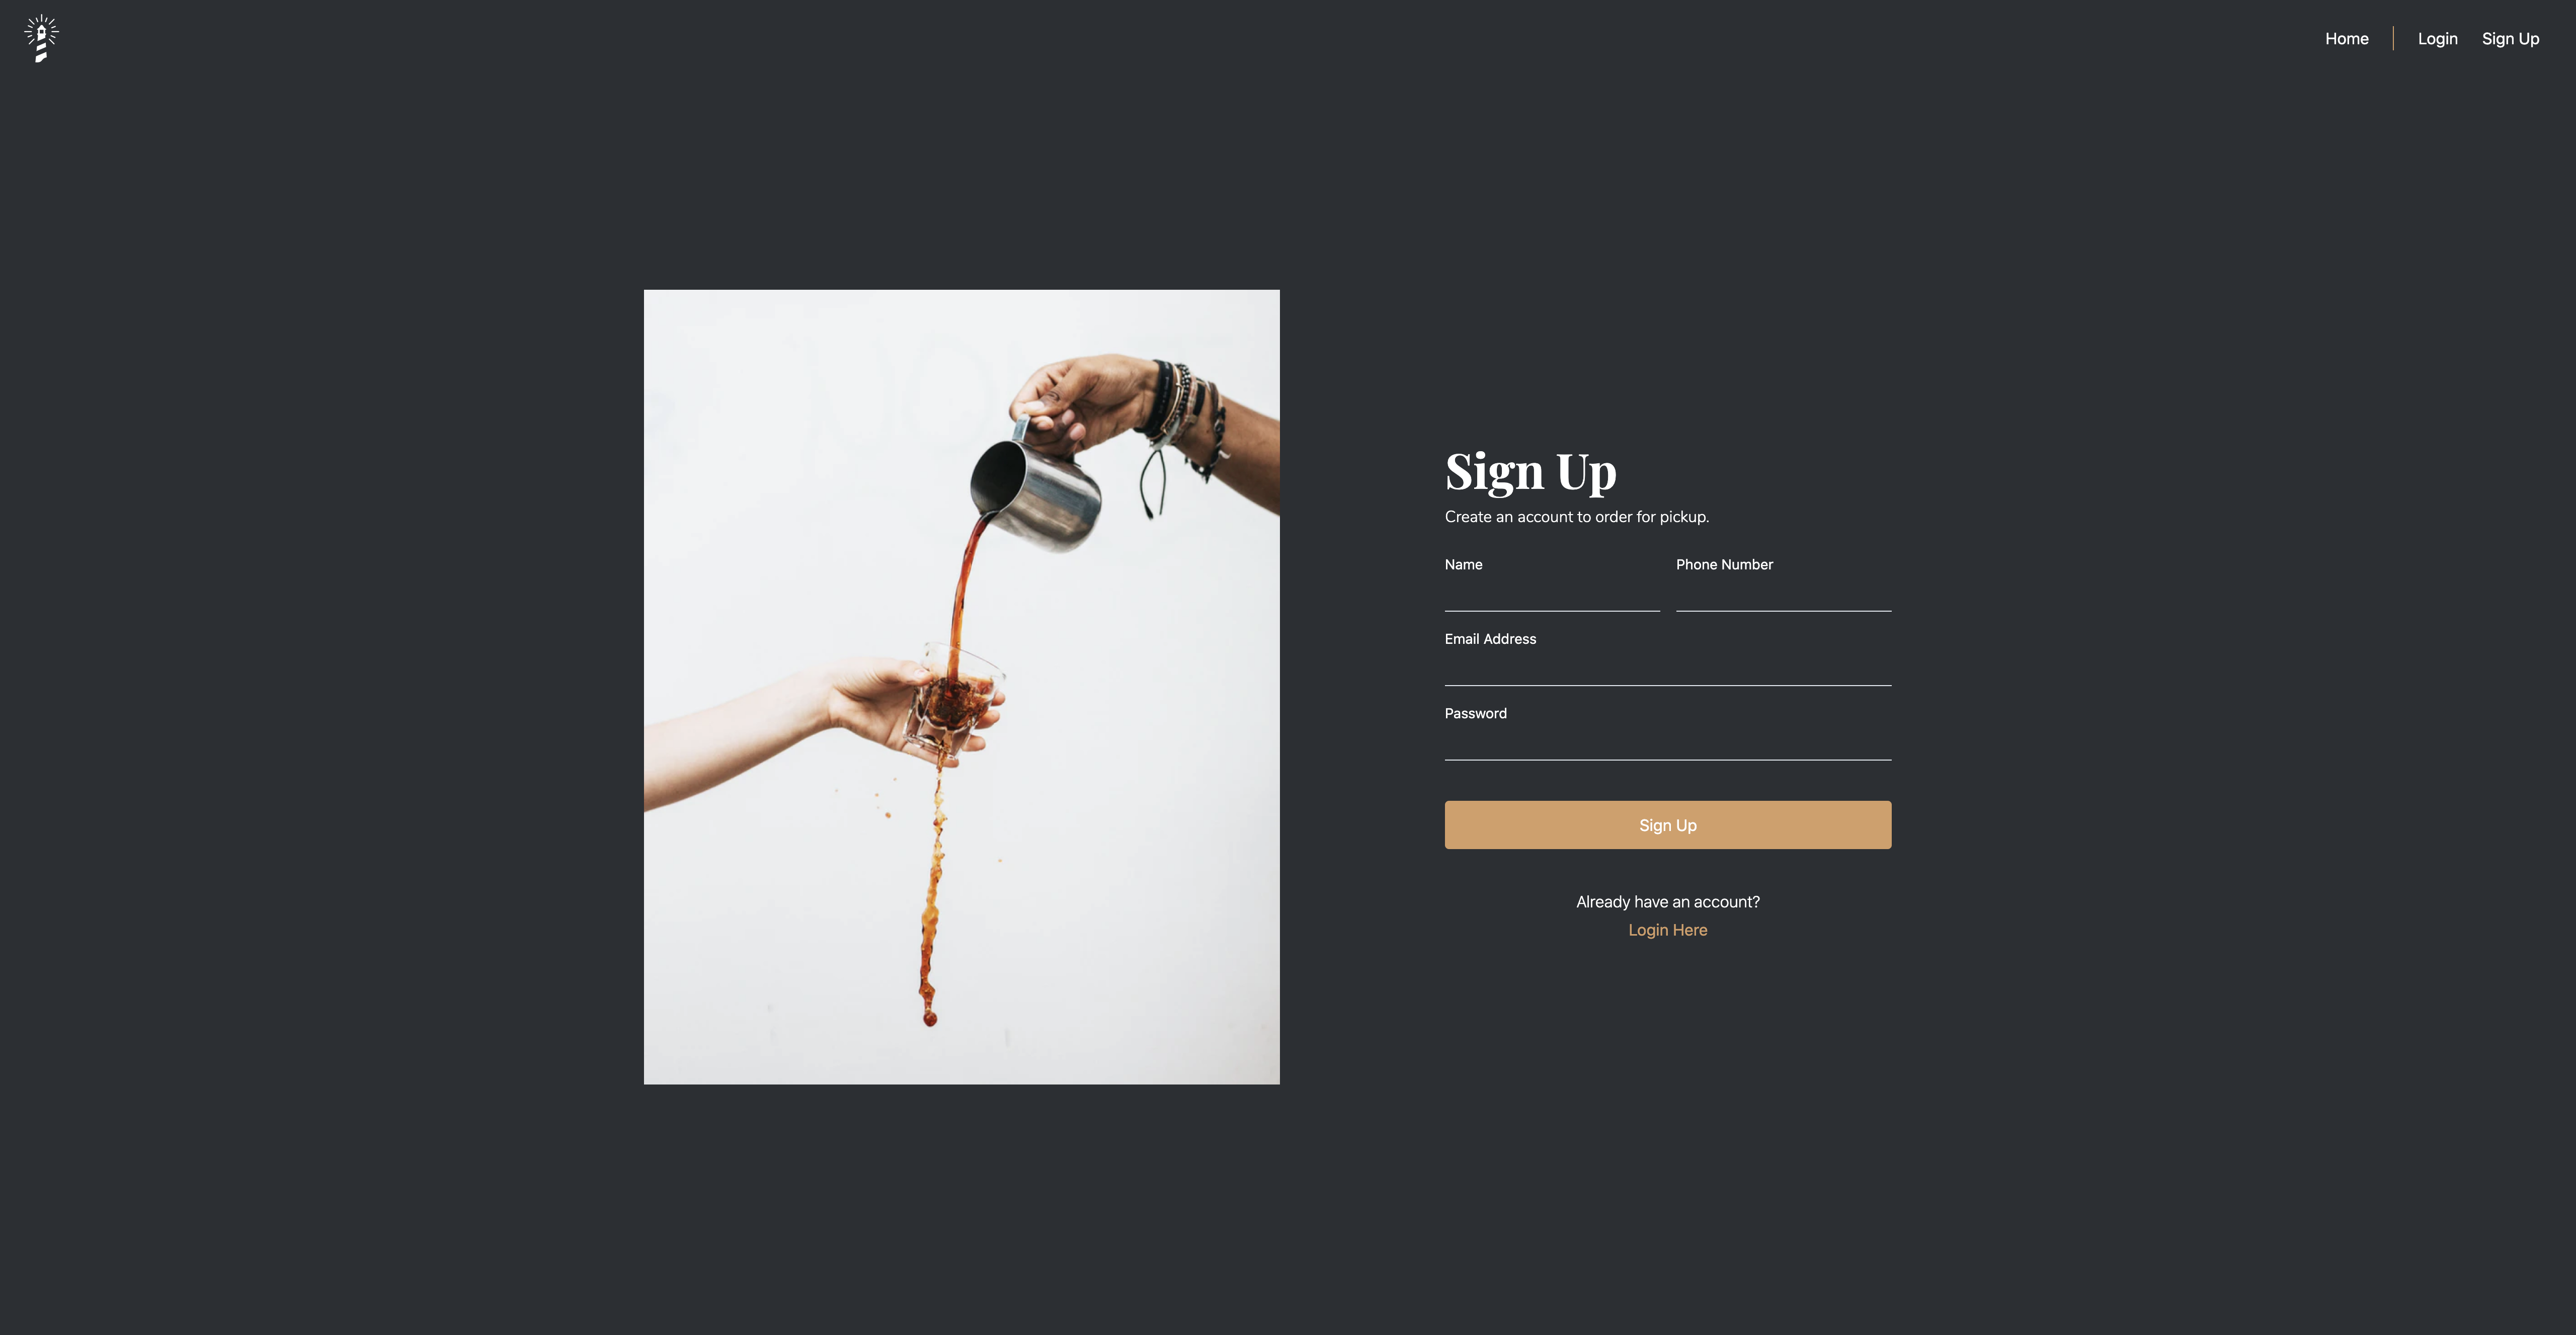 Home
Login
Sign Up
Sign Up
Create an account to order for pickup.
Name
Phone Number
Email Address
Password
Sign Up
Already have an account?
Login Here